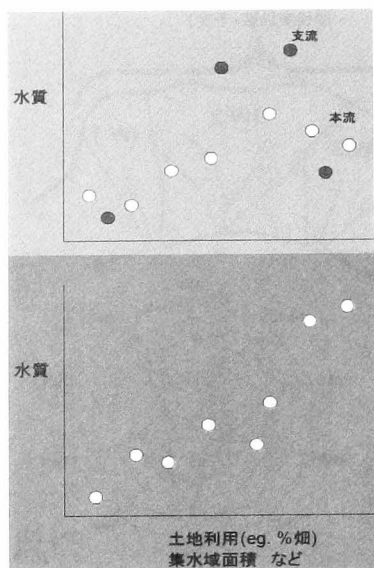 支流
水質
本流
水質
土地利用(eg. %畑)
集水域面積 など